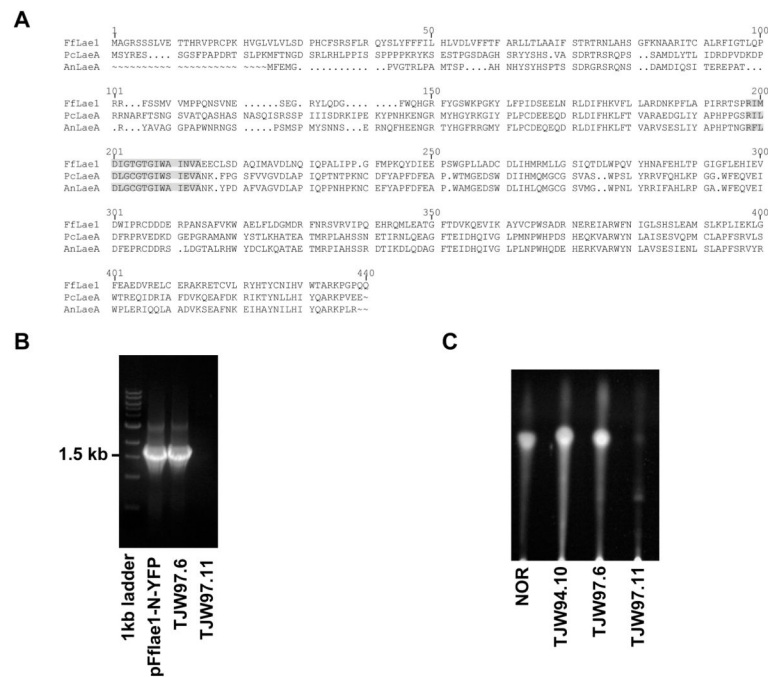 A
1 50 100
FfLae1 MAGRSSSLVE TTHRVPRCPK HVGLVLVLSD PHCFSRSFLR QYSLYFFFIL HLVDLVFFTF ARLLTLAAIF STRTRNLAHSG GFKNAARITC ALRFIGTLQP
PcLaeA MSYRES.... SGSFPAPDRT SLPKMFTNGD SRLRHLPPIS SPPPPKRYKS ESTPGSDAGH SRYYSHS.VA SDRTRSRQPS SAMDYLTMID LRDPVDKDP
AnLaeA ~~~~~~~~~~ ~~~~~~~~~~ ~~~~MFEMG. .......... ..PVGTRLPA MTSP....AH NHYSYHSPTS SDRGRSRQNS DAMDIQSI TEREPAT...
101 150 200
FfLae1 RR...FSSMV VMPPQNSVNE .....SEG. RYLQDG.... .....FWQHGR FYGSWKPGKY LFPIDSEELN RLDIFHKVFL LARDNKPFLA PIRRTSPRIM
PcLaeA RRARFTSNGS SVATQASHAS NASQISRSSP IIISDRKIPE KYPNHKENGR MYHGYRKGIY PLPCDEEEQD RLDIFHKLFT VARAEDGLIY APHPPGSRIL
AnLaeA .R...YAVAG GPAPWNRNGS .....PSMSP MYSNNS..ER NQFHEENGR TYHGFRRGMY FLPCDEQEQD RLDIFHKLFT VARVSESLIY APHPTNGRFL
201 250 300
FfLae1 DIGTGTGIWA INVAEECLSD AQIMAVDLNQ IQPALIPP.G FMPKQYDIEE PSWGPLLADC DLIHMRMLLG SIQTDLWPQV YHNAFEHLTP GIGFLEHIEV
PcLaeA DLGCGTGIWS IEVANK.FPG SFVVGVDLAP IQPTNTPKNC DFYAPFDFEA P.WTMGEDSW DIIHMQMGCG SVAS..WPSL YRRVFQHLKP G.WFEQVEI
AnLaeA DLGCGTGIWA IEVANK.YPD AFVAGVDLAP IQPPNHPKNC EFYAPFDFEA P.WAMGEDSW DLIHLQMGCG SVMG..WPNL YRRIFAHLRP GA.WFEQVEI
301 350 400
FfLae1 DWIPRCDDDE RPANSAFVKW AELFLDGMDR FNRSVRVIPQ EHRQMLEATG FTDVKQEVIK AYVCPWSADR NEREIARWFN IGLSHSLEAM SLKPLIEKLG
PcLaeA DFRPRVEDKD GEPGRAMANW YSTLKHATEA TMRPLAHSSN ETIRNLQDAG FTEIDHQIVG LPMNPWHPDS HEQKVARWYN LAISESVQPM CLAPFSRVLS
AnLaeA DFEPRCDDRS .LDGTALRHW YDCLKQATAE TMRPIAHSSR DTIKDLQDAG FTEIDHQIVG LPLNPWHQDE HERKVARWYN LAVSESIENL SLAPFSRVYR
401 440
FfLae1 FEAEDVRELC ERAKRETCVL RYHTYCNIHV WTARKPGPQQ
PcLaeA WTREQIDRIA FDVKQEAFDK RIKTYNLLHI YQARKPVEE~
AnLaeA WPLERIQQLA ADVKSEAFNK EIHAYNILHI YQARKPLR~~
B
C
1.5 kb
1kb ladder
pFflae1-N-YFP
TJW97.6
TJW97.11
NOR
TJW94.10
TJW97.6
TJW97.11